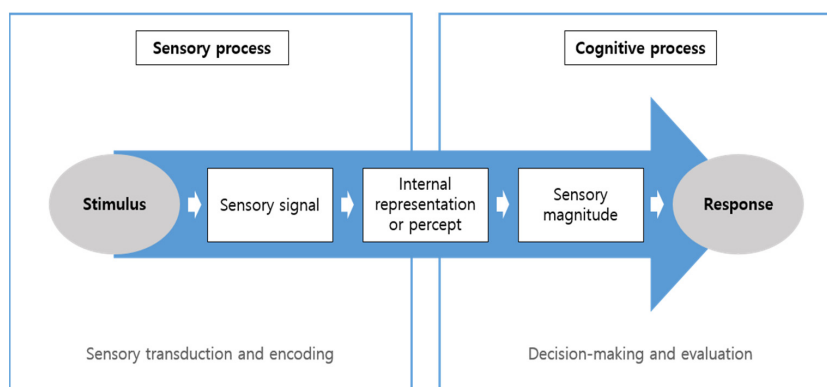 Sensory process
Cognitive process
Stimulus
Sensory signal
Internal
representation
or percept
Sensory
magnitude
Response
Sensory transduction and encoding
Decision-making and evaluation